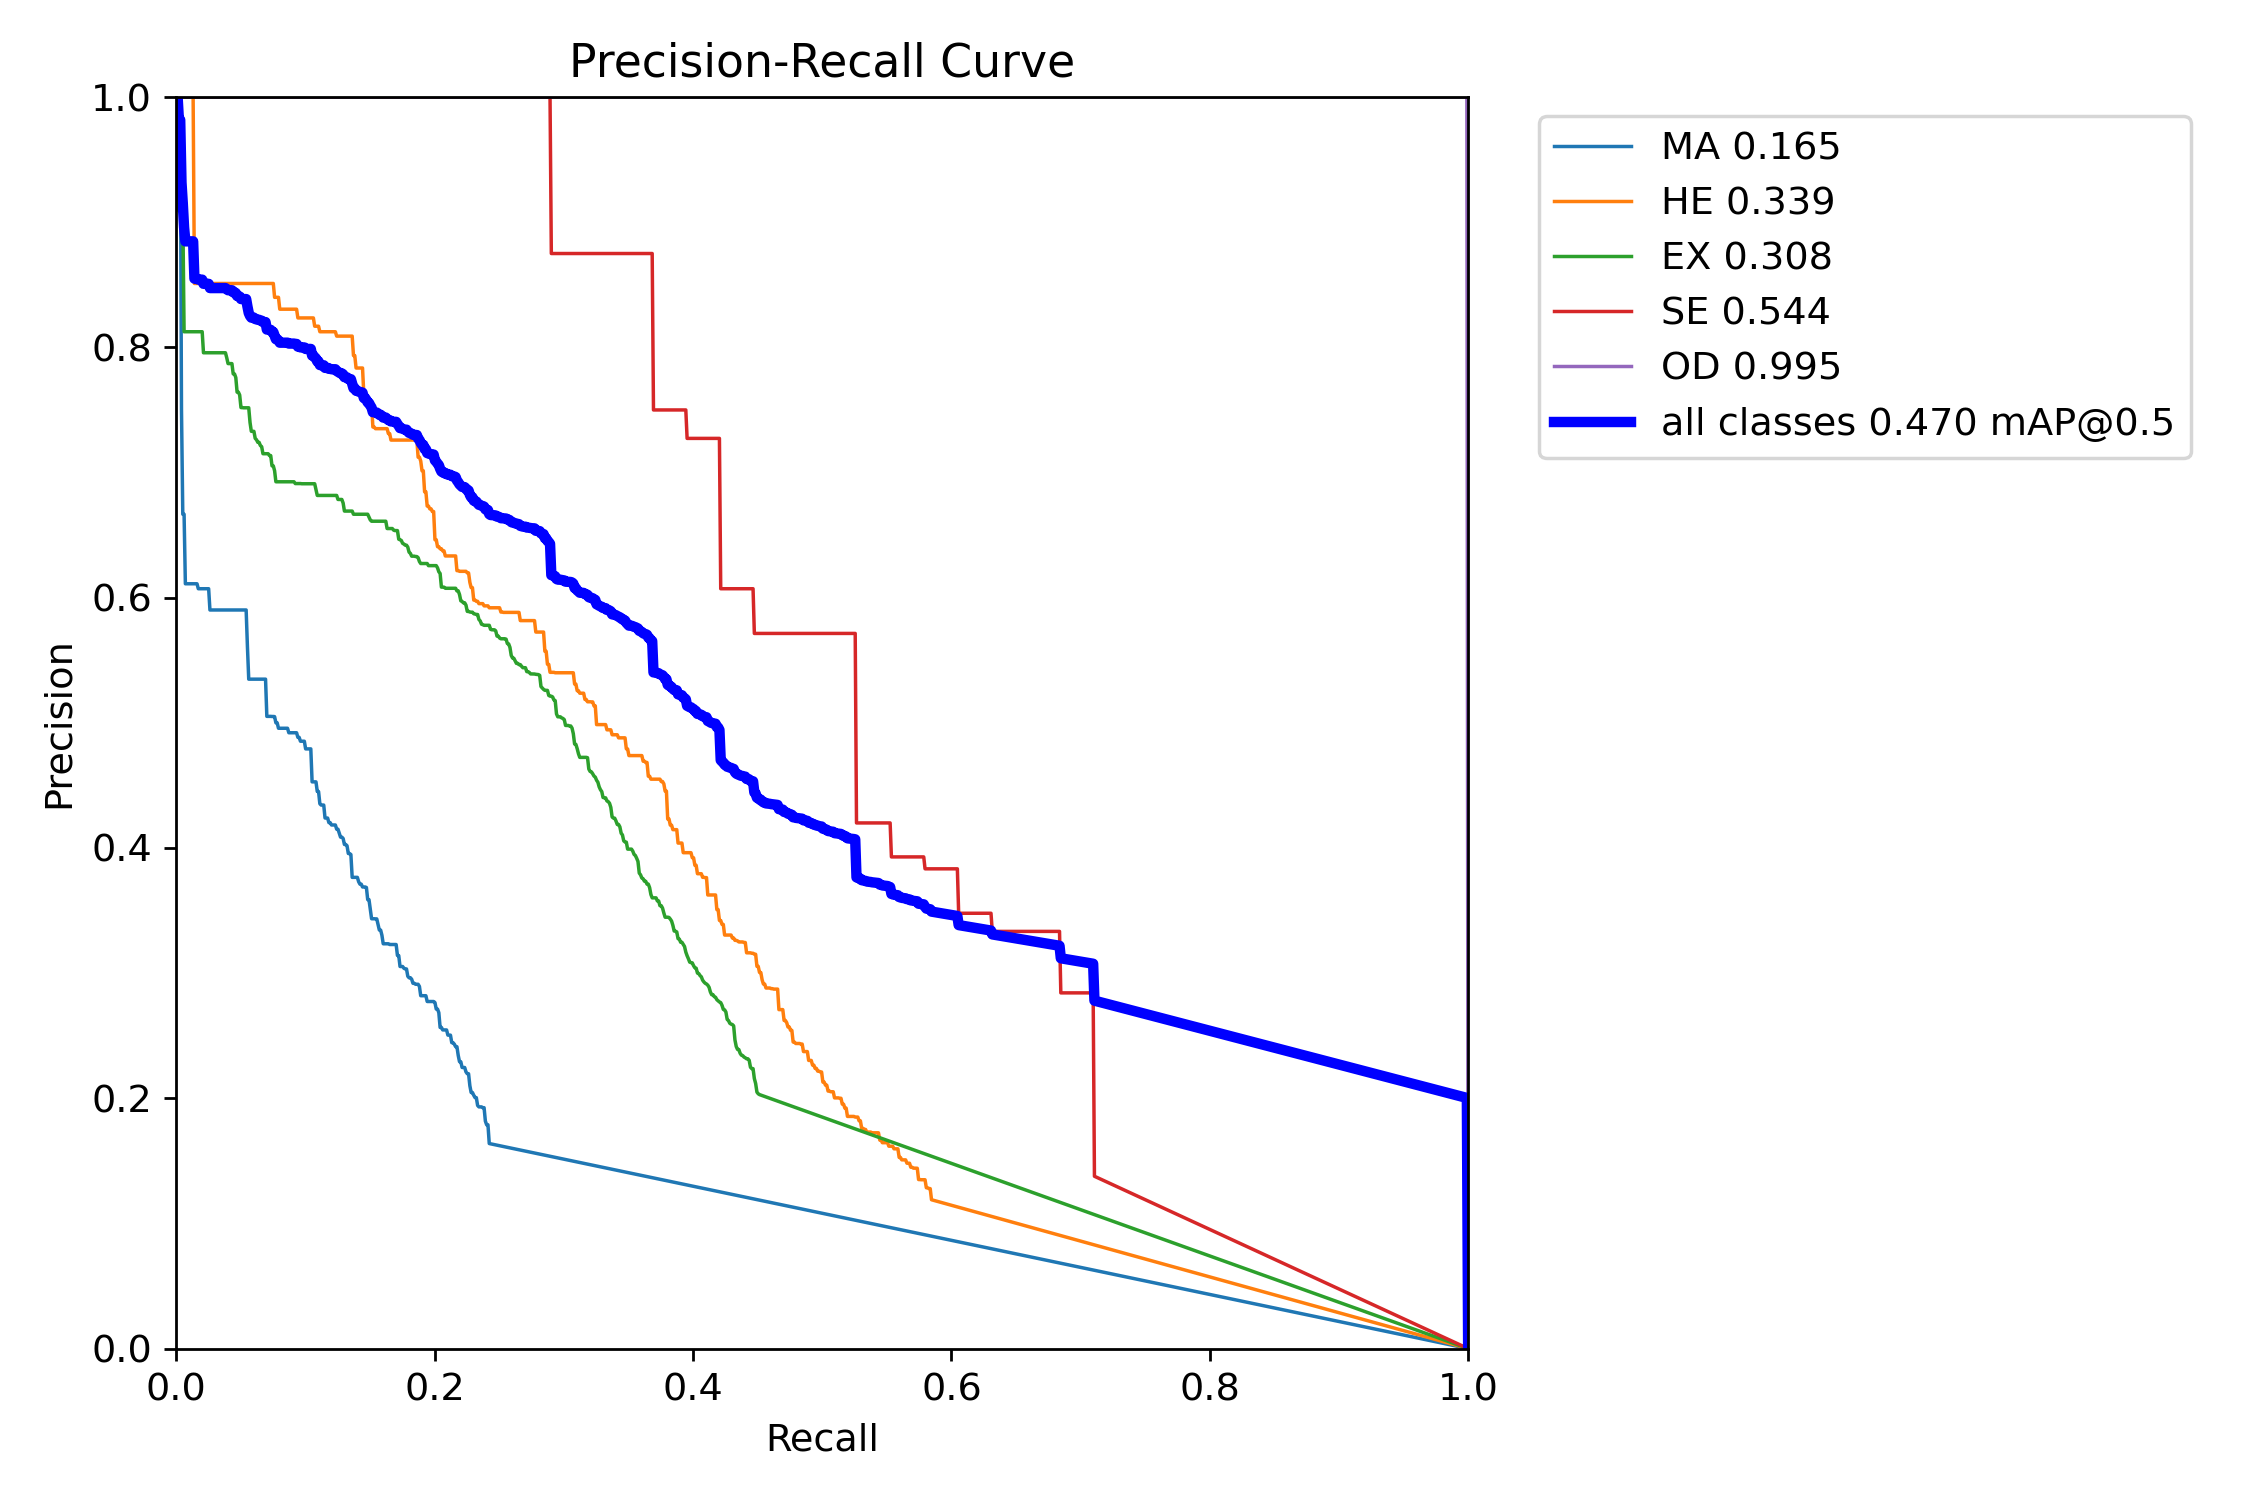 Precision-Recall Curve
1.0
0.8
0.6
0.4
0.2
0.0
Precision
0.0 0.2 0.4 0.6 0.8 1.0
Recall
MA 0.165
HE 0.339
EX 0.308
SE 0.544
OD 0.995
all classes 0.470 mAP@0.5